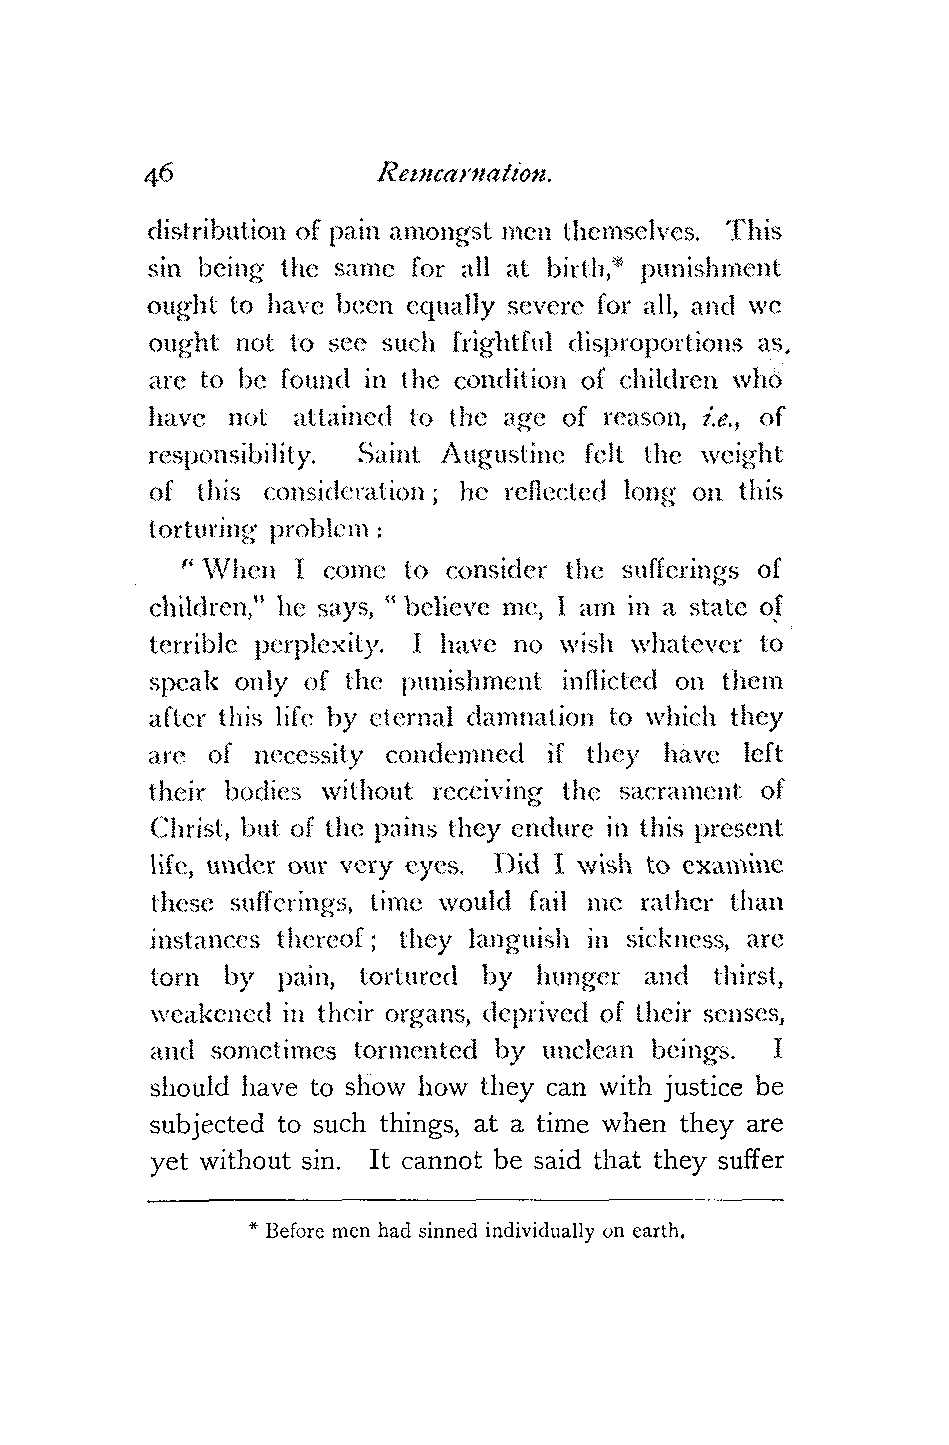 46 Reincarnation.
distribution of pain amongst men themselves. This
sin being the same for all at birth,* punishment
ought to have been equally severe for all, and we
ought not to see such frightful disproportions as
are to be found in the condition of children who
have not attained to the age of reason, i.e., of
responsibility. Saint Augustine felt the weight
of this consideration; he reflected long on this
torturing problem:
"When I come to consider the sufferings of
children," he says, "believe me, I am in a state of
terrible perplexity. I have no wish whatever to
speak only of the punishment inflicted on them
after this life by eternal damnation to which they
are of necessity condemned if they have left
their bodies without receiving the sacrament of
Christ, but of the pains they endure in this present
life, under our very eyes. Did I wish to examine
these sufferings, time would fail me rather than
instances thereof; they languish in sickness, are
torn by pain, tortured by hunger and thirst,
weakened in their organs, deprived of their senses,
and sometimes tormented by unclean beings. I
should have to show how they can with justice be
subjected to such things, at a time when they are
yet without sin. It cannot be said that they suffer
* Before men had sinned individually on earth.